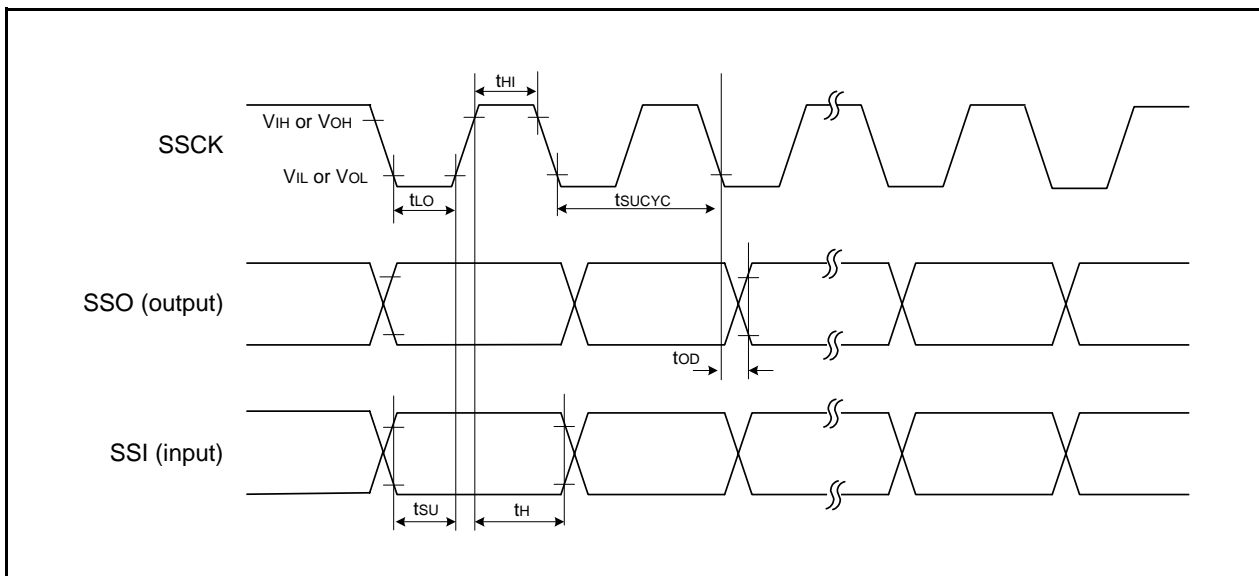 tHI
VIH or VOH
SSCK
VIL or VOL
tLO
tSUCYC
SSO (output)
tOD
SSI (input)
tSU
tH